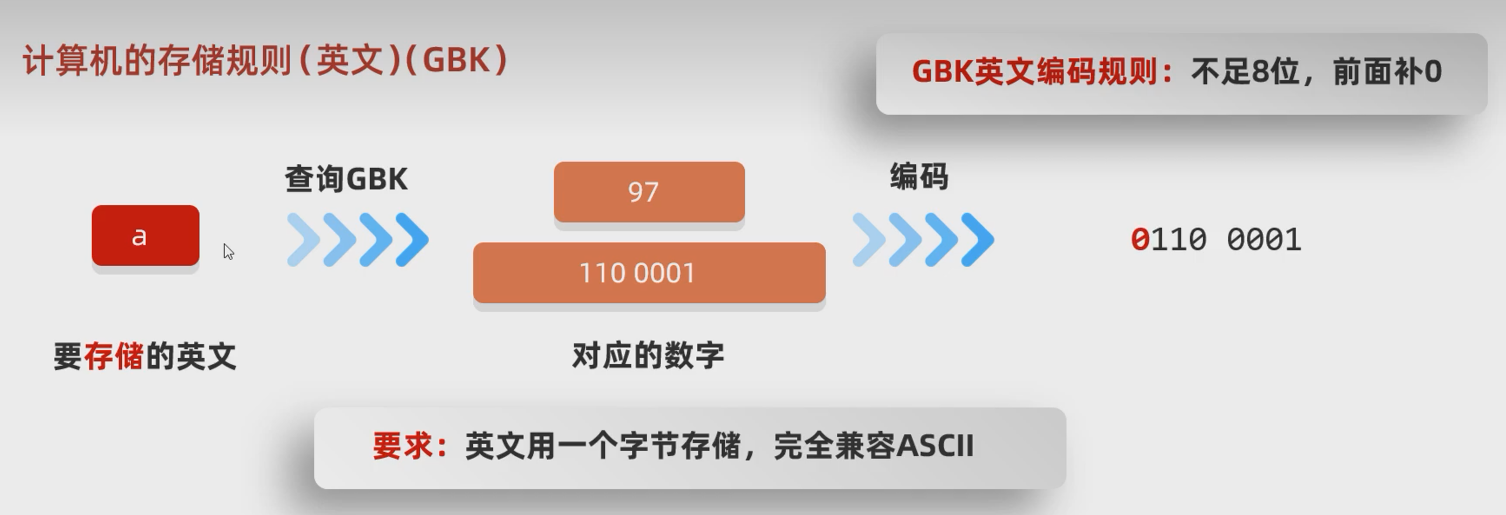 计算机的存储规则(英文)(GBK)
GBK英文编码规则：不足8位，前面补0
查询GBK
编码
a
97
110 0001
0110 0001
要存储的英文
对应的数字
要求：英文用一个字节存储，完全兼容ASCII